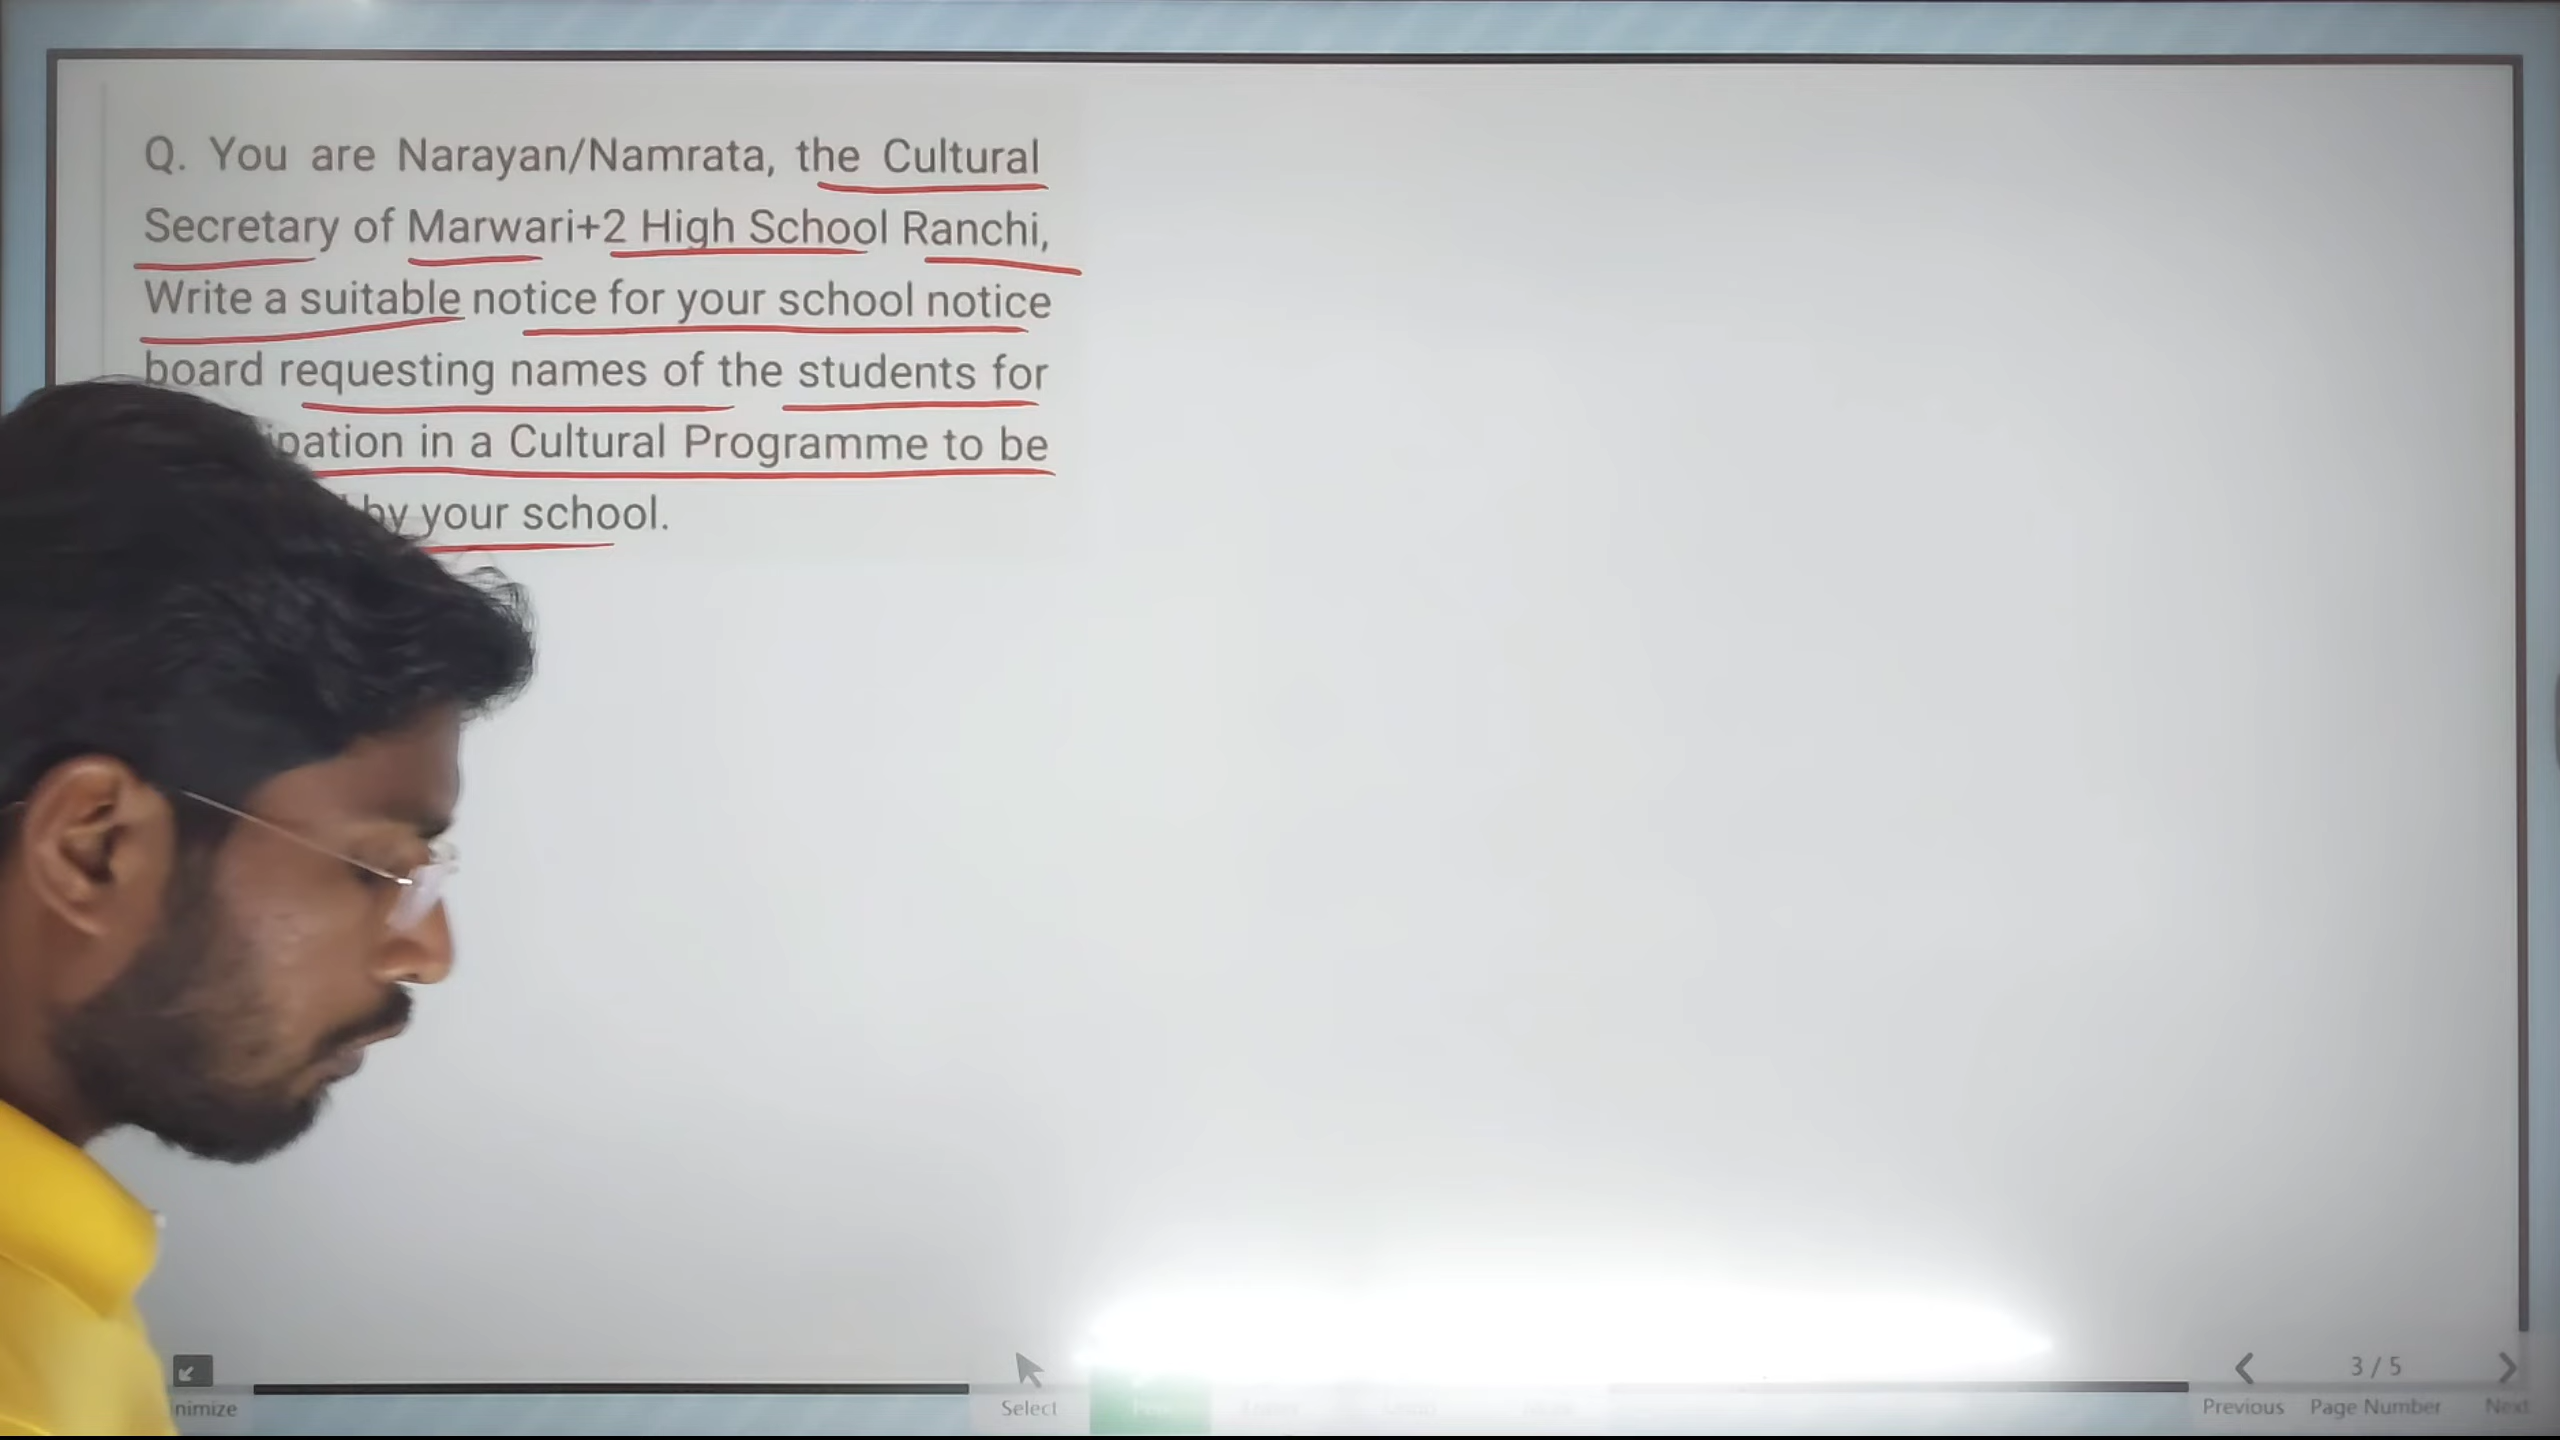 Q. You are Narayan/Namrata, the Cultural
Secretary of Marwari+2 High School Ranchi,
Write a suitable notice for your school notice
board requesting names of the students for
ipation in a Cultural Programme to be
by your school.
nimize
Select
3 / 5
Previous
Page Number
Next